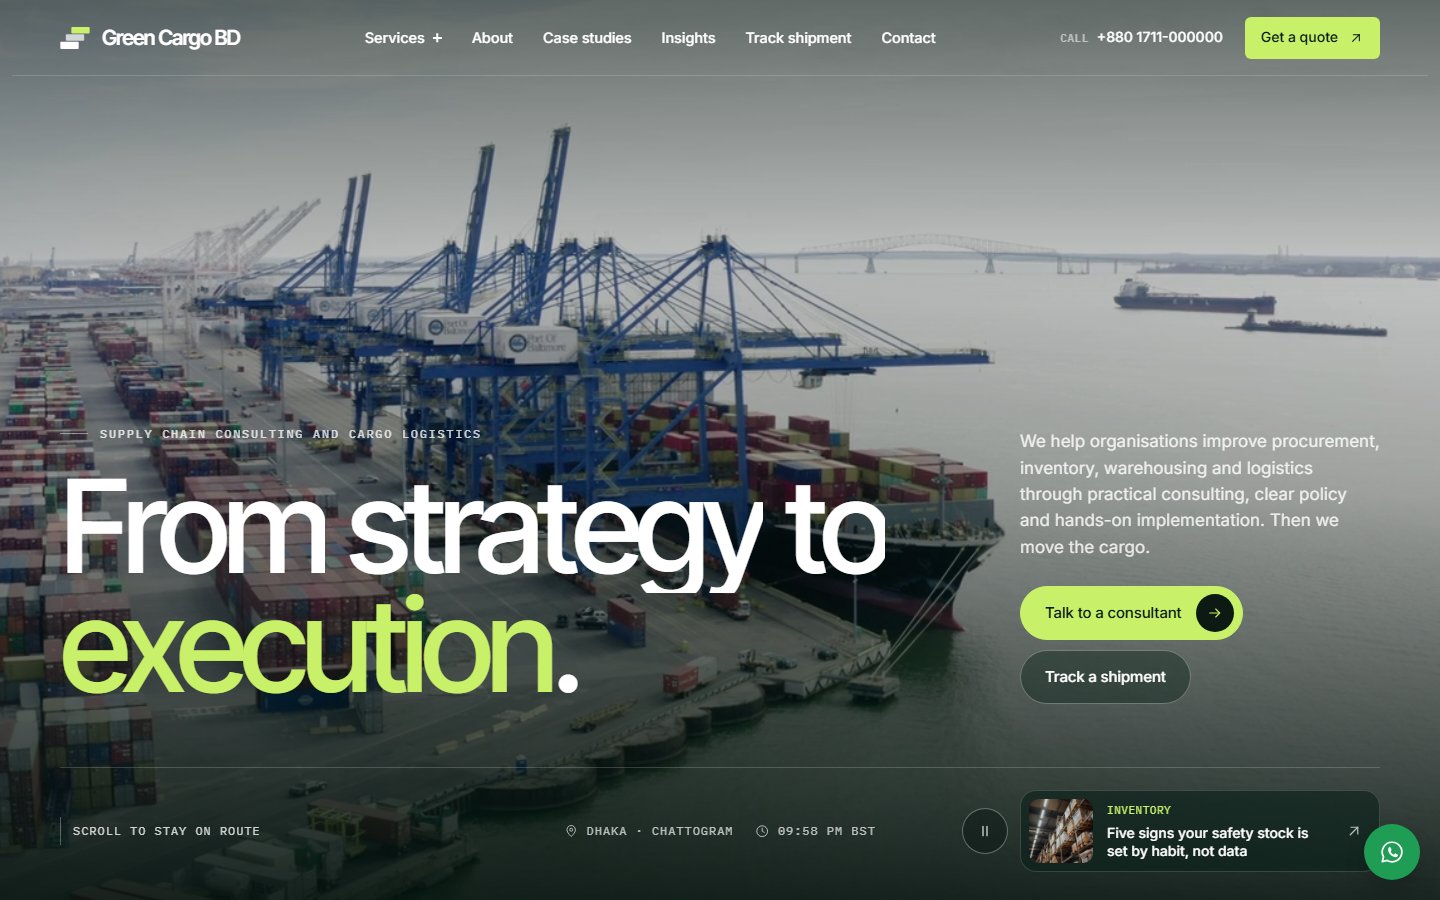 Green Cargo BD
Services +
About
Case studies
Insights
Track shipment
Contact
CALL +880 1711-000000
Get a quote
Port Of
Baltimore
SUPPLY CHAIN CONSULTING AND CARGO LOGISTICS
From strategy to
execution.
We help organisations improve procurement,
inventory, warehousing and logistics
through practical consulting, clear policy
and hands-on implementation. Then we
move the cargo.
Talk to a consultant
Track a shipment
SCROLL TO STAY ON ROUTE
DHAKA · CHATTOGRAM
09:58 PM BST
INVENTORY
Five signs your safety stock is
set by habit, not data